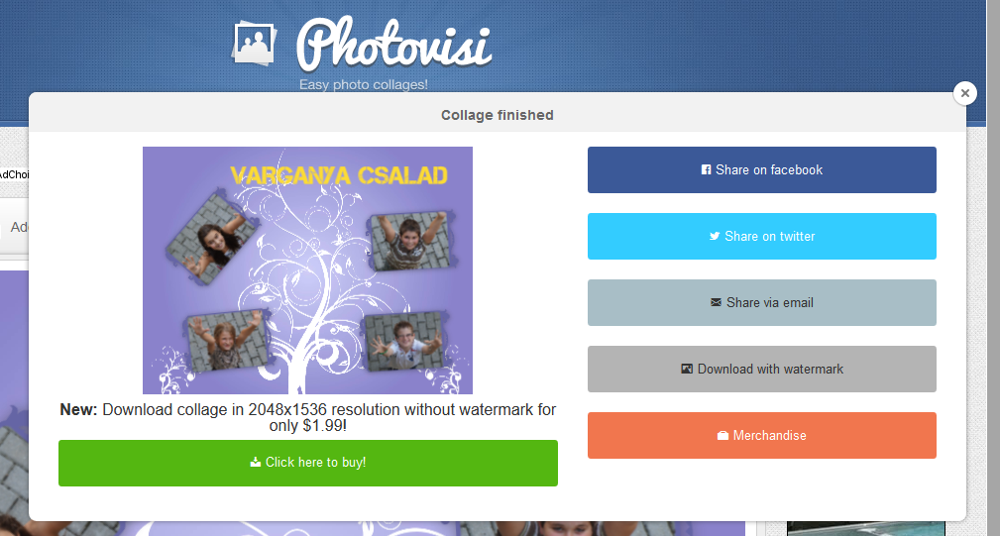 Photovisi
Easy photo collages!
Collage finished
AdChoi
Add
VARGANYA CSALAD
New: Download collage in 2048x1536 resolution without watermark for
only $1.99!
Click here to buy!
Share on facebook
Share on twitter
Share via email
Download with watermark
Merchandise